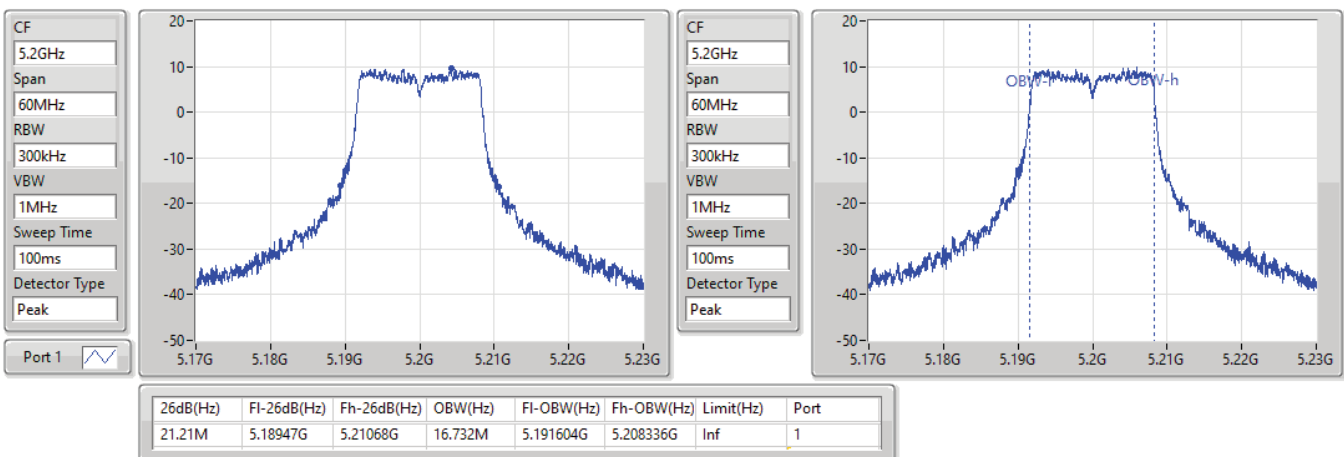 CF
5.2GHz
Span
60MHz
RBW
300kHz
VBW
1MHz
Sweep Time
100ms
Detector Type
Peak
Port 1
20
10
0
-10
-20
-30
-40
-50
5.17G 5.18G 5.19G 5.2G 5.21G 5.22G 5.23G
CF
5.2GHz
Span
60MHz
RBW
300kHz
VBW
1MHz
Sweep Time
100ms
Detector Type
Peak
20
10
0
-10
-20
-30
-40
-50
OBW-l OBW-h
5.17G 5.18G 5.19G 5.2G 5.21G 5.22G 5.23G
26dB(Hz) Fl-26dB(Hz) Fh-26dB(Hz) OBW(Hz) Fl-OBW(Hz) Fh-OBW(Hz) Limit(Hz) Port
21.21M 5.18947G 5.21068G 16.732M 5.191604G 5.208336G Inf 1